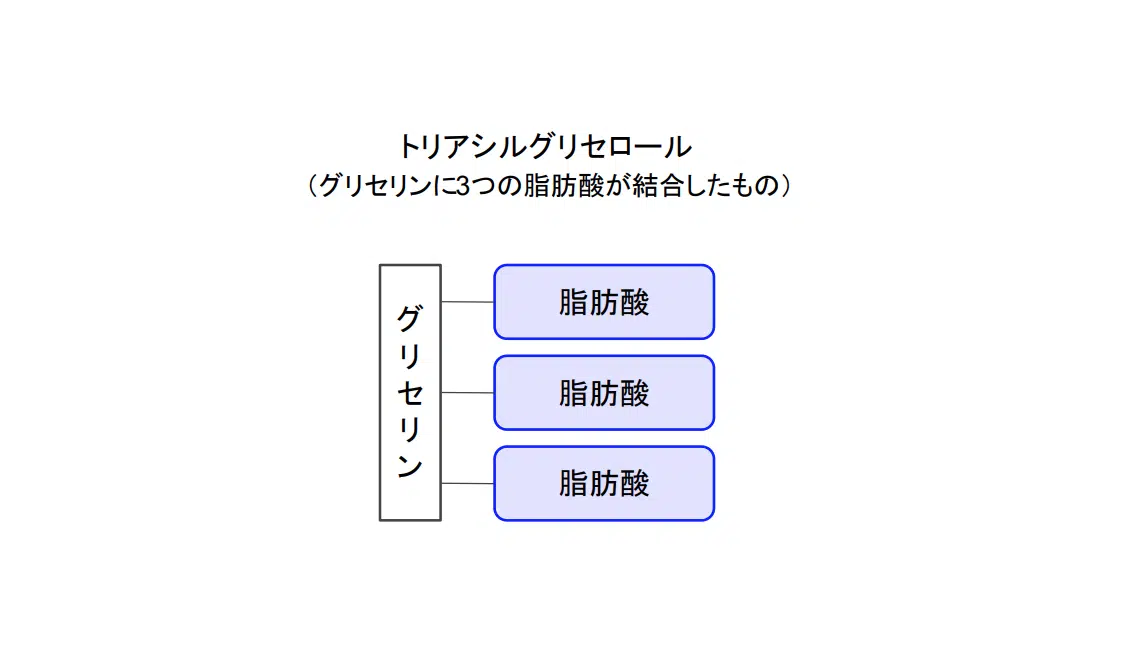 トリアシルグリセロール
（グリセリンに3つの脂肪酸が結合したもの）
グリセリン
脂肪酸
脂肪酸
脂肪酸